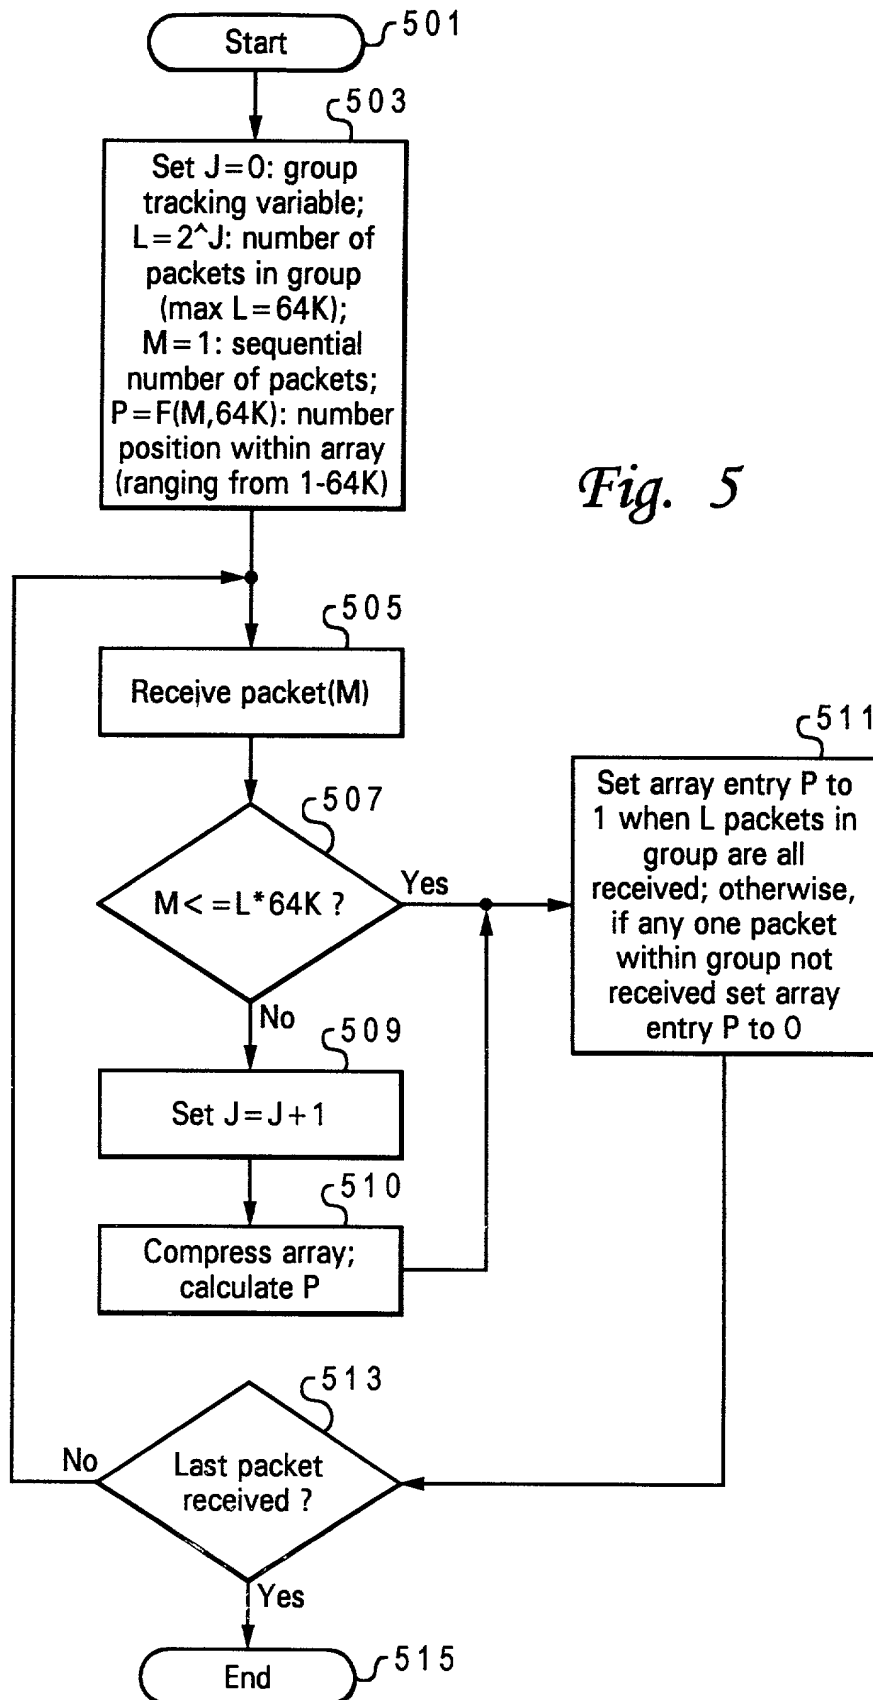 Start
501
503
Set J=0: group
tracking variable;
L=2^J: number of
packets in group
(max L=64K);
M=1: sequential
number of packets;
P=F(M,64K): number
position within array
(ranging from 1-64K)
Fig. 5
505
Receive packet(M)
507
M<=L*64K ?
Yes
No
511
Set array entry P to
1 when L packets in
group are all
received; otherwise,
if any one packet
within group not
received set array
entry P to 0
509
Set J=J+1
510
Compress array;
calculate P
513
Last packet
received ?
No
Yes
End
515